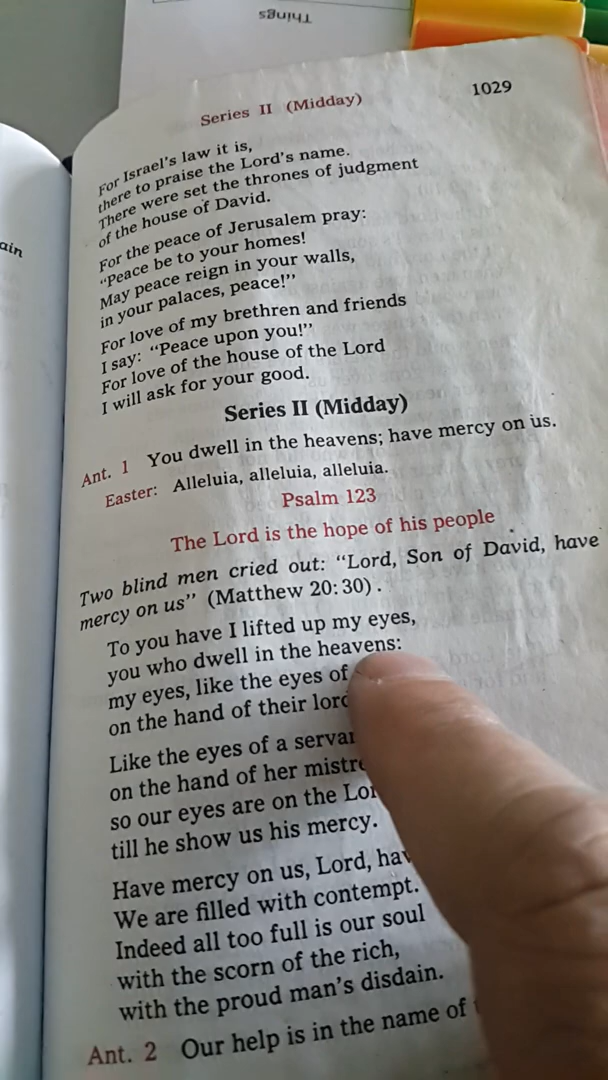 Things
Series II (Midday)
1029
For Israel's law it is,
there to praise the Lord's name.
There were set the thrones of judgment
of the house of David.
For the peace of Jerusalem pray:
"Peace be to your homes!
May peace reign in your walls,
in your palaces, peace!"
For love of my brethren and friends
I say: "Peace upon you!"
For love of the house of the Lord
I will ask for your good.
Series II (Midday)
Ant. 1 You dwell in the heavens; have mercy on us.
Easter: Alleluia, alleluia, alleluia.
Psalm 123
The Lord is the hope of his people
Two blind men cried out: "Lord, Son of David, have
mercy on us" (Matthew 20:30).
To you have I lifted up my eyes,
you who dwell in the heavens:
my eyes, like the eyes of
on the hand of their
Like the eyes of a
on the hand of her
so our eyes are on the
till he show us his mercy.
Have mercy on us, Lord,
We are filled with contempt.
Indeed all too full is our soul
with the scorn of the rich,
with the proud man's disdain.
Ant. 2 Our help is in the name of
ain